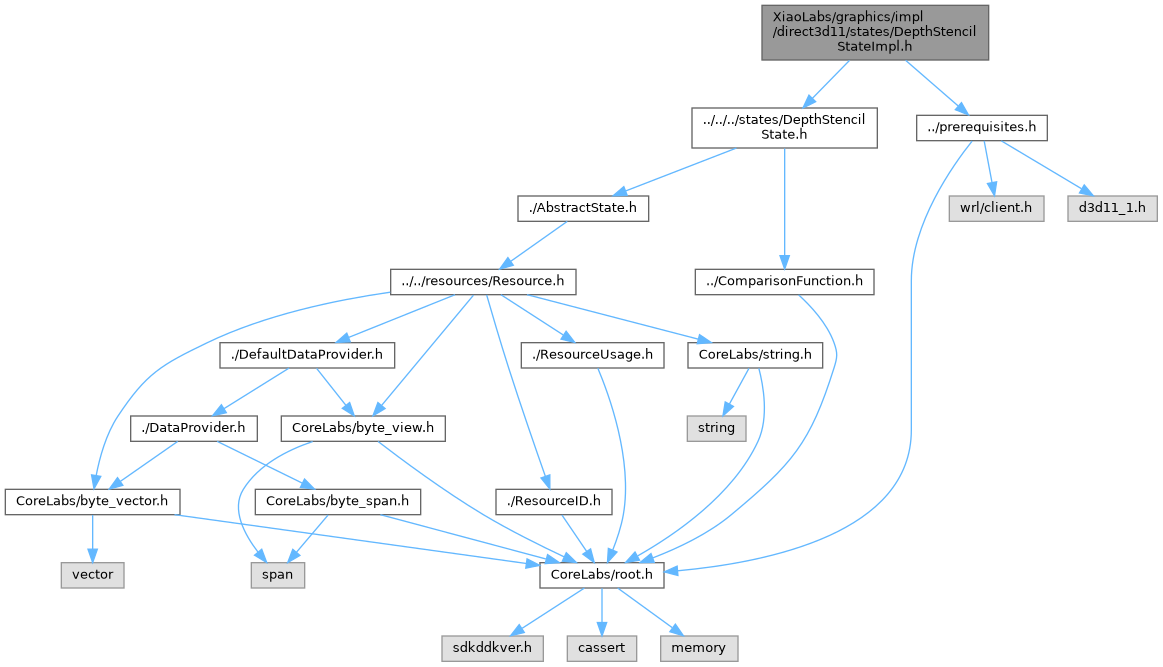 XiaoLabs/graphics/impl
/direct3d11/states/DepthStencil
StateImpl.h
../../../states/DepthStencil
State.h
../prerequisites.h
./AbstractState.h
wrl/client.h
d3d11_1.h
../../resources/Resource.h
../ComparisonFunction.h
./DefaultDataProvider.h
./ResourceUsage.h
CoreLabs/string.h
./DataProvider.h
CoreLabs/byte_view.h
string
CoreLabs/byte_vector.h
CoreLabs/byte_span.h
./ResourceID.h
vector
span
CoreLabs/root.h
sdkddkver.h
cassert
memory